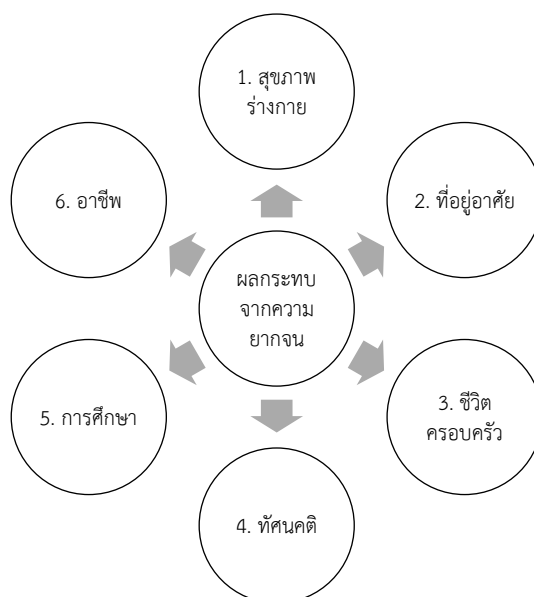 1. สุขภาพ
ร่างกาย
2. ที่อยู่อาศัย
3. ชีวิต
ครอบครัว
4. ทัศนคติ
5. การศึกษา
6. อาชีพ
ผลกระทบ
จากความ
ยากจน